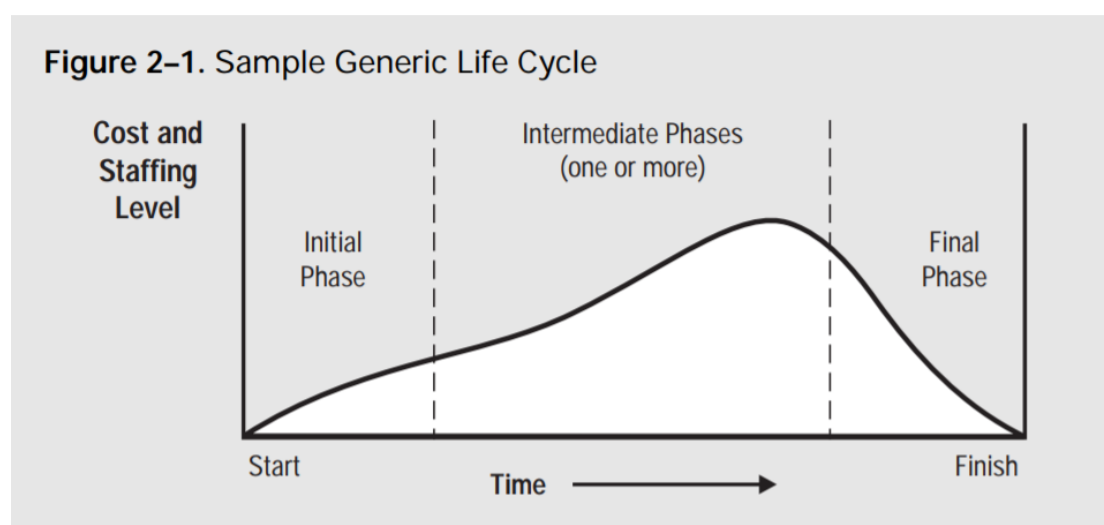 Figure 2–1. Sample Generic Life Cycle
Cost and
Staffing
Level
Initial
Phase
Intermediate Phases
(one or more)
Final
Phase
Start
Finish
Time